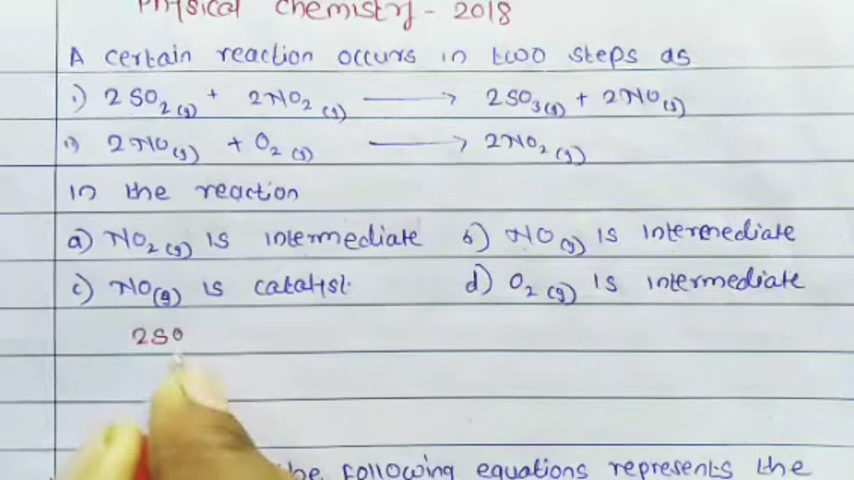 Physical Chemistry - 2018
A certain reaction occurs in two steps as
i) 2SO₂(g) + 2NO₂(g) ⟶ 2SO₃(g) + 2NO(g)
ii) 2NO(g) + O₂(g) ⟶ 2NO₂(g)
In the reaction
a) NO₂(g) is intermediate b) NO(g) is intermediate
c) NO(g) is catalyst d) O₂(g) is intermediate
2SO
the following equations represents the